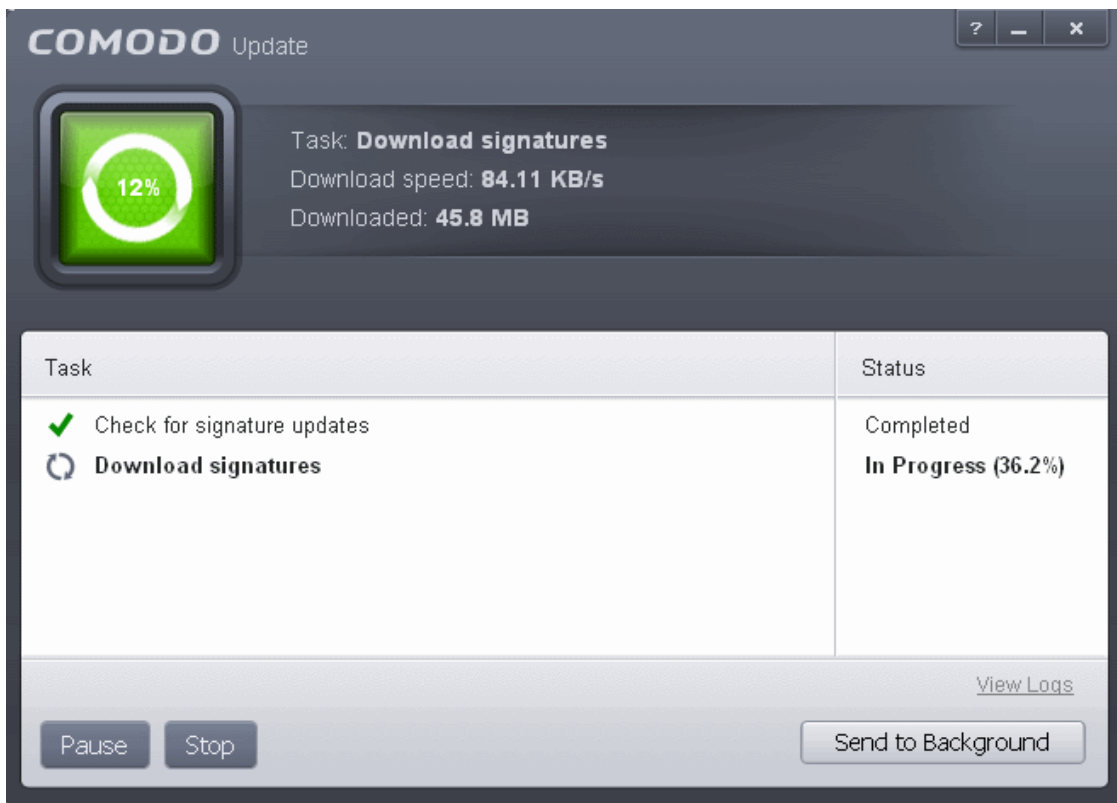 COMODO Update
? _ x
12%
Task: Download signatures
Download speed: 84.11 KB/s
Downloaded: 45.8 MB
Task Status
Check for signature updates Completed
Download signatures In Progress (36.2%)
View Logs
Pause Stop Send to Background